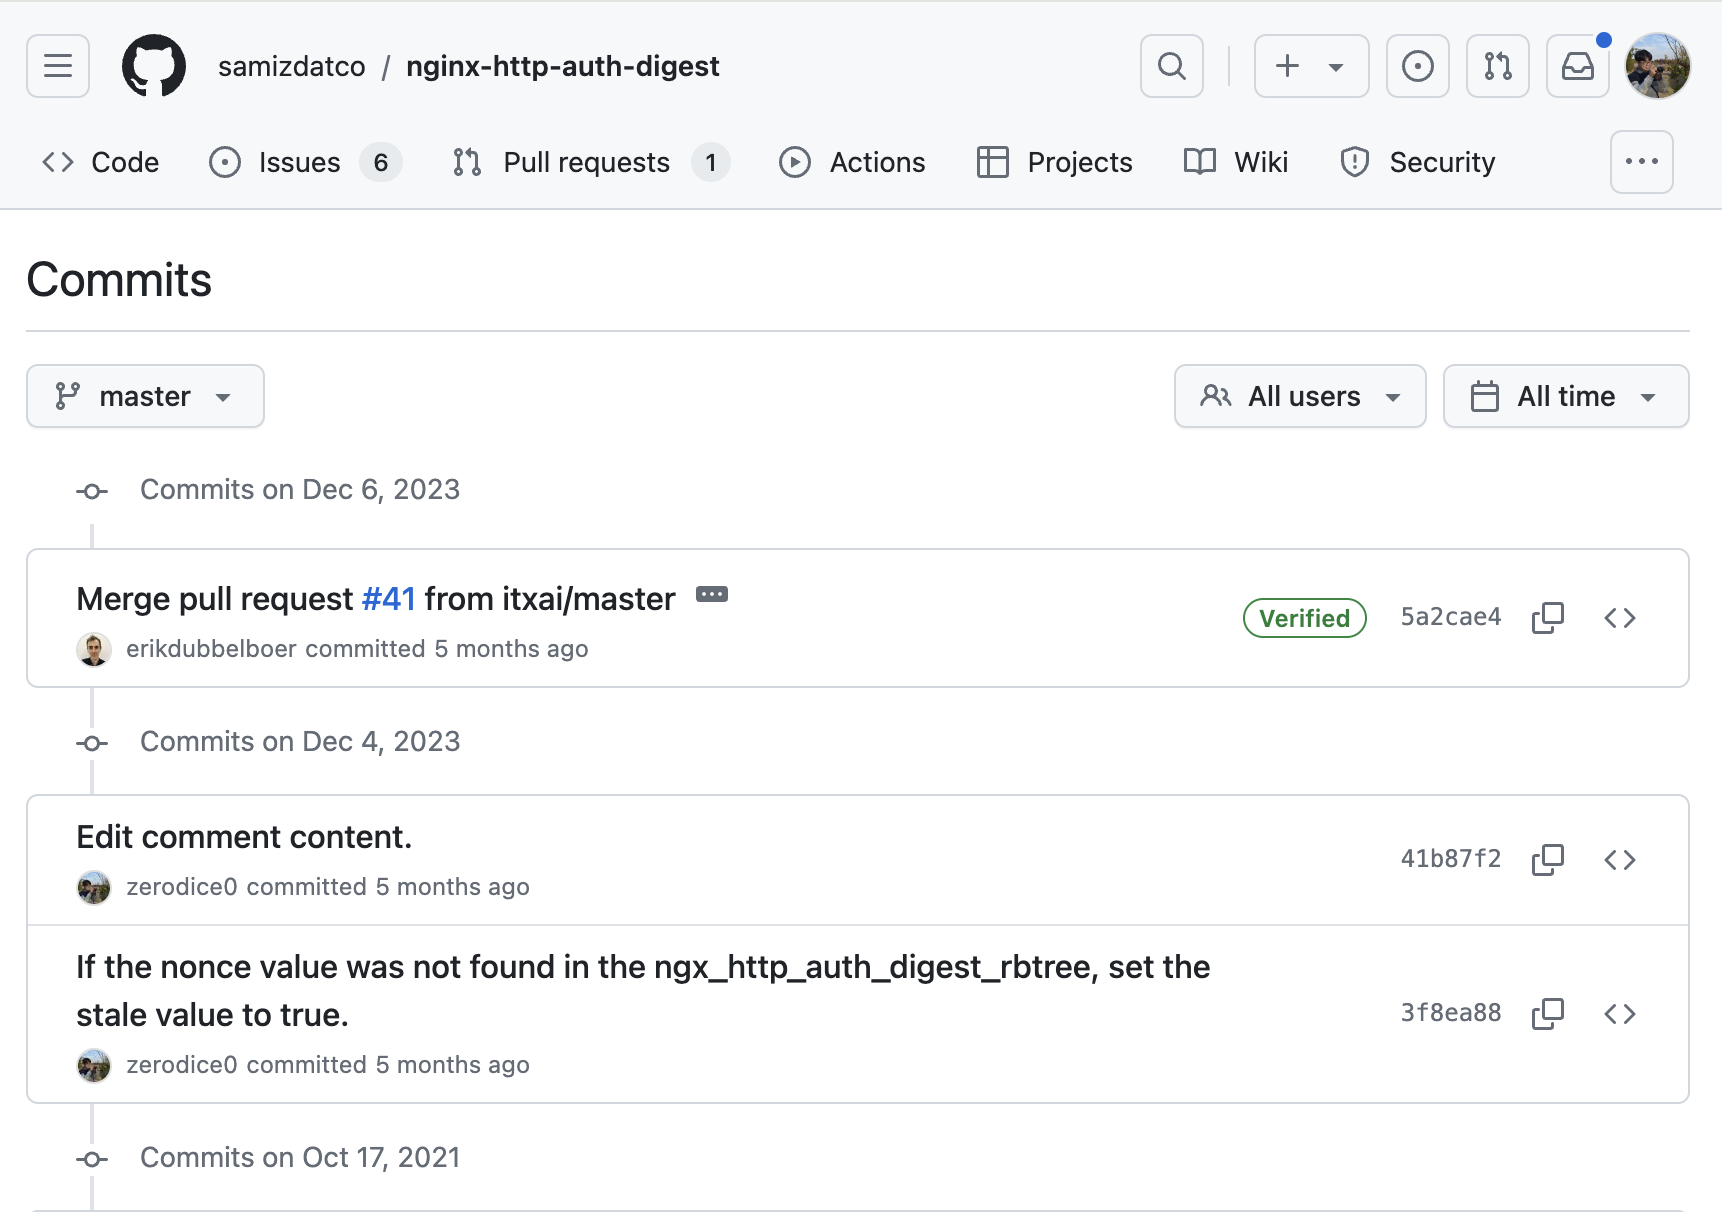 samizdatco / nginx-http-auth-digest
Code Issues 6 Pull requests 1 Actions Projects Wiki Security
Commits
master All users All time
Commits on Dec 6, 2023
Merge pull request #41 from itxai/master
Verified 5a2cae4
erikdubbelboer committed 5 months ago
Commits on Dec 4, 2023
Edit comment content.
41b87f2
zerodice0 committed 5 months ago
If the nonce value was not found in the ngx_http_auth_digest_rbtree, set the
stale value to true.
3f8ea88
zerodice0 committed 5 months ago
Commits on Oct 17, 2021